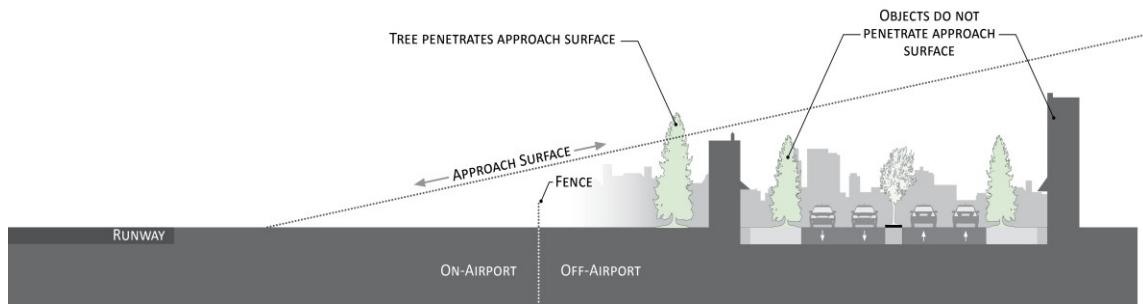 OBJECTS DO NOT
PENETRATE APPROACH
SURFACE
TREE PENETRATES APPROACH SURFACE
APPROACH SURFACE
FENCE
RUNWAY
ON-AIRPORT
OFF-AIRPORT